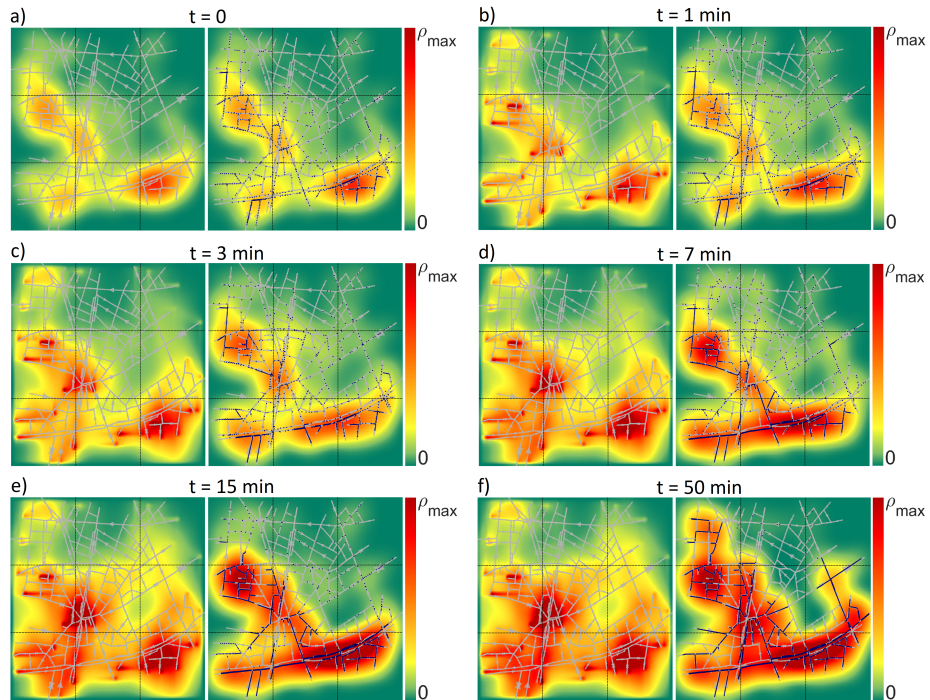 a) t = 0
ρmax
0
b) t = 1 min
ρmax
0
c) t = 3 min
ρmax
0
d) t = 7 min
ρmax
0
e) t = 15 min
ρmax
0
f) t = 50 min
ρmax
0